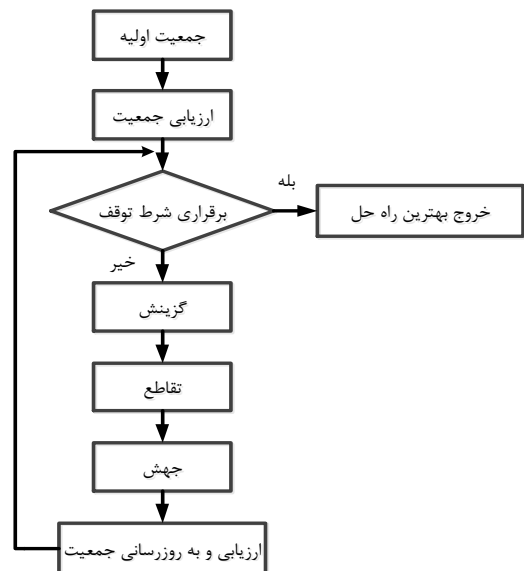 جمعیت اولیه
ارزیابی جمعیت
برقراری شرط توقف
بله
خروج بهترین راه حل
خیر
گزینش
تقاطع
جهش
ارزیابی و به روزرسانی جمعیت